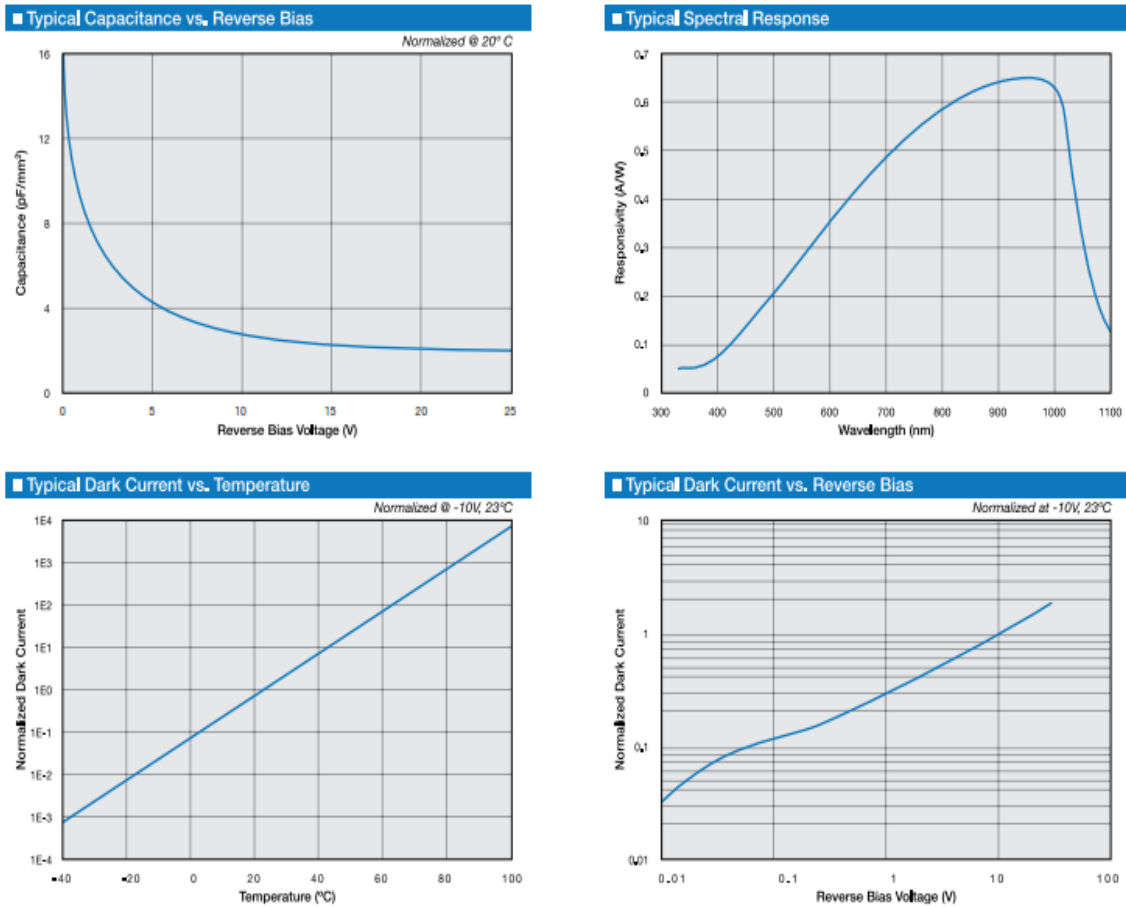 ■ Typical Capacitance vs. Reverse Bias
Normalized @ 20° C
16
12
8
4
0
Capacitance (pF/mm²)
0 5 10 15 20 25
Reverse Bias Voltage (V)
■ Typical Spectral Response
0.7
0.6
0.5
0.4
0.3
0.2
0.1
0
Responsivity (A/W)
300 400 500 600 700 800 900 1000 1100
Wavelength (nm)
■ Typical Dark Current vs. Temperature
Normalized @ -10V, 23ºC
1E4
1E3
1E2
1E1
1E0
1E-1
1E-2
1E-3
1E-4
Normalized Dark Current
-40 -20 0 20 40 60 80 100
Temperature (ºC)
■ Typical Dark Current vs. Reverse Bias
Normalized at -10V, 23ºC
10
1
0.1
0.01
Normalized Dark Current
0.01 0.1 1 10 100
Reverse Bias Voltage (V)